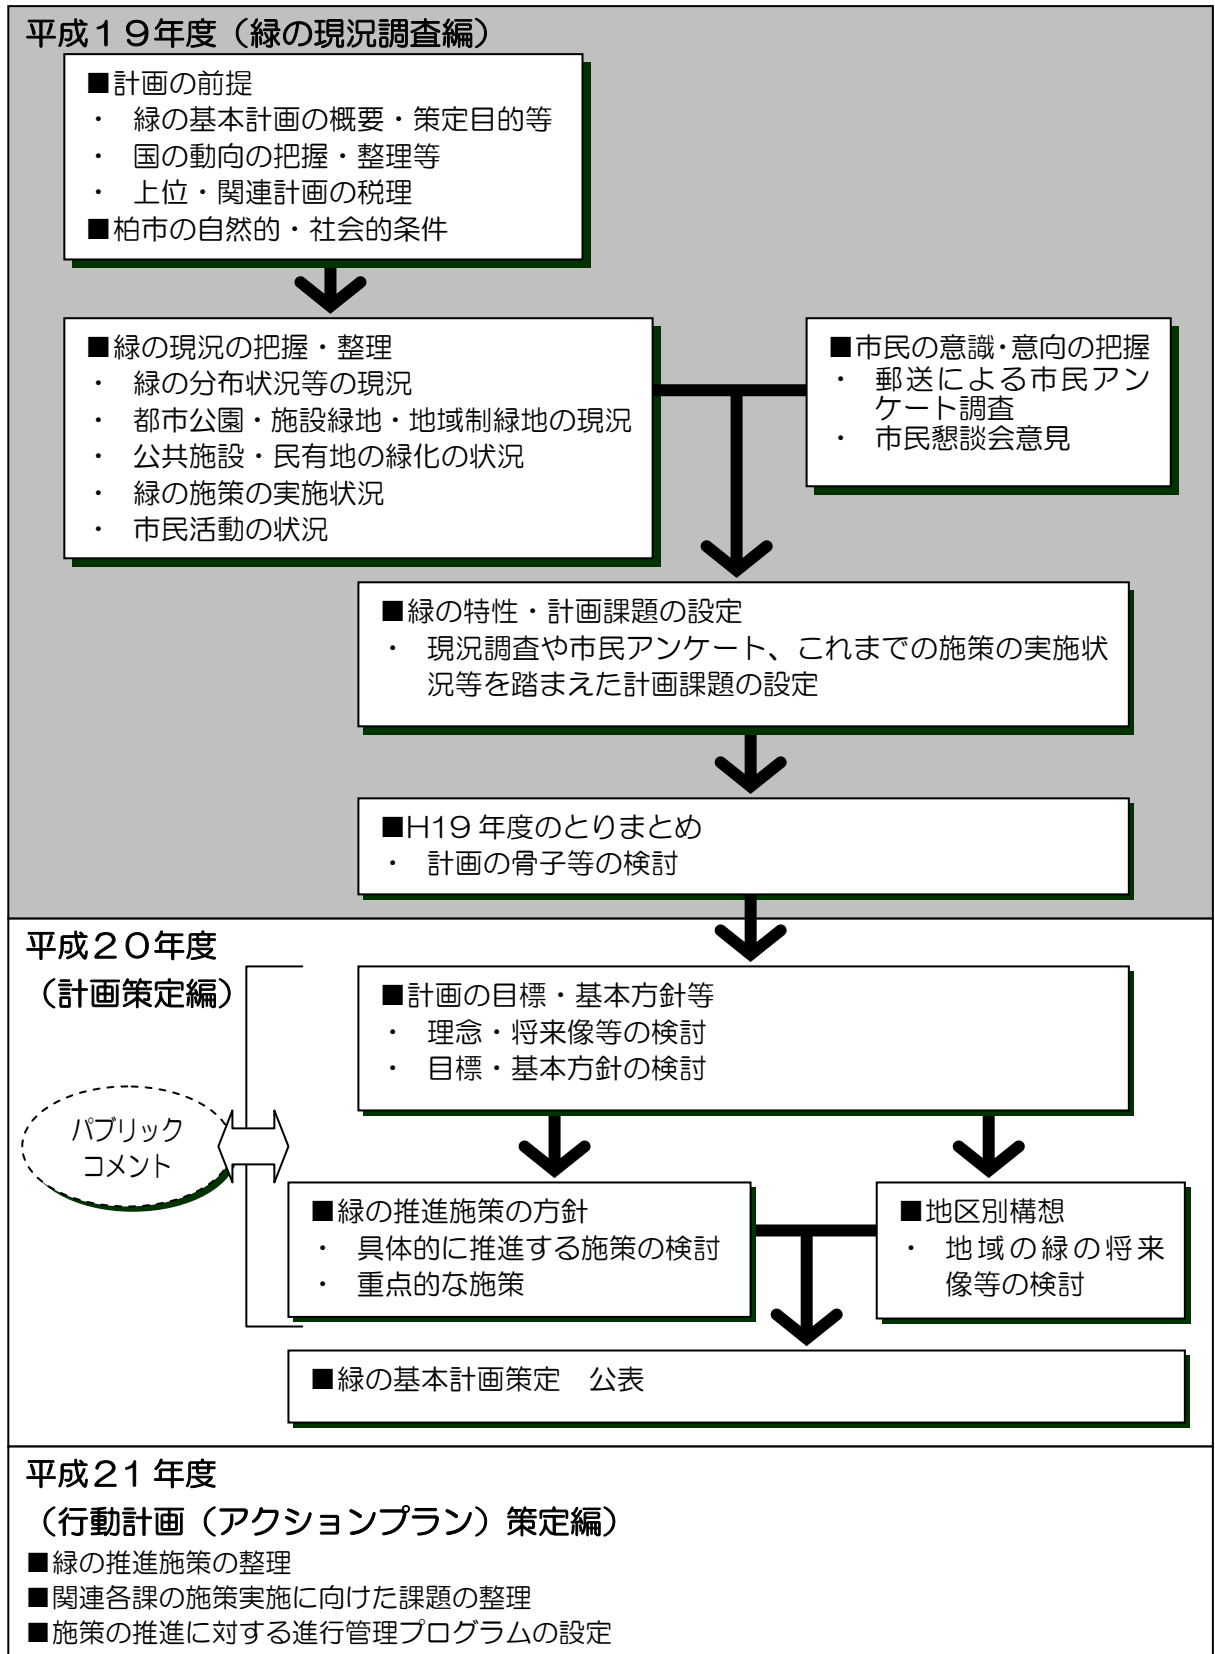 平成19年度（緑の現況調査編）
■計画の前提
・ 緑の基本計画の概要・策定目的等
・ 国の動向の把握・整理等
・ 上位・関連計画の税理
■柏市の自然的・社会的条件
■緑の現況の把握・整理
・ 緑の分布状況等の現況
・ 都市公園・施設緑地・地域制緑地の現況
・ 公共施設・民有地の緑化の状況
・ 緑の施策の実施状況
・ 市民活動の状況
■市民の意識・意向の把握
・ 郵送による市民アン
ケート調査
・ 市民懇談会意見
■緑の特性・計画課題の設定
・ 現況調査や市民アンケート、これまでの施策の実施状
況等を踏まえた計画課題の設定
■H19年度のとりまとめ
・ 計画の骨子等の検討
平成20年度
（計画策定編）
■計画の目標・基本方針等
・ 理念・将来像等の検討
・ 目標・基本方針の検討
パブリック
コメント
■緑の推進施策の方針
・ 具体的に推進する施策の検討
・ 重点的な施策
■地区別構想
・ 地域の緑の将来
像等の検討
■緑の基本計画策定　公表
平成21年度
（行動計画（アクションプラン）策定編）
■緑の推進施策の整理
■関連各課の施策実施に向けた課題の整理
■施策の推進に対する進行管理プログラムの設定